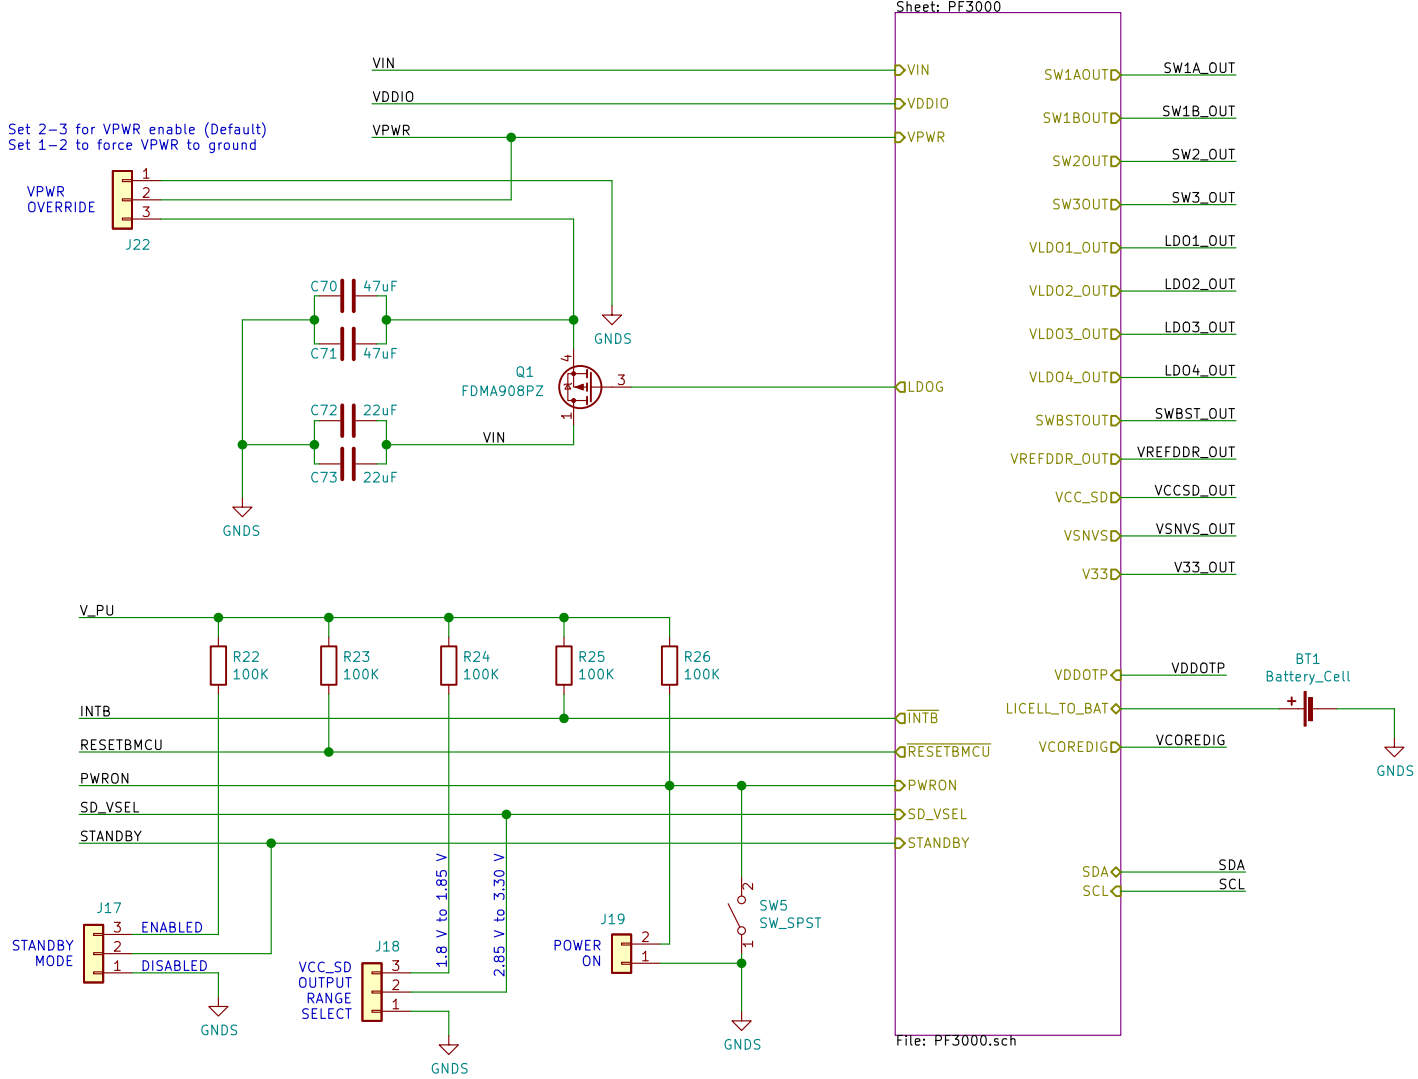 Sheet: PF3000
VIN
VIN
SW1AOUT
SW1A_OUT
VDDIO
VDDIO
SW1BOUT
SW1B_OUT
Set 2-3 for VPWR enable (Default)
Set 1-2 to force VPWR to ground
VPWR
VPWR
SW2OUT
SW2_OUT
VPWR
OVERRIDE
1
2
3
J22
SW3OUT
SW3_OUT
VLDO1_OUT
LDO1_OUT
VLDO2_OUT
LDO2_OUT
C70
47uF
C71
47uF
GNDS
VLDO3_OUT
LDO3_OUT
Q1
FDMA908PZ
4
3
1
LDOG
VLDO4_OUT
LDO4_OUT
C72
22uF
C73
22uF
VIN
SWBSTOUT
SWBST_OUT
VREFDDR_OUT
VREFDDR_OUT
VCC_SD
VCCSD_OUT
GNDS
VSNVS
VSNVS_OUT
V33
V33_OUT
V_PU
R22
100K
R23
100K
R24
100K
R25
100K
R26
100K
VDDOTP
VDDOTP
BT1
Battery_Cell
+
LICELL_TO_BAT
GNDS
INTB
INTB
VCOREDIG
VCOREDIG
RESETBMCU
RESETBMCU
PWRON
PWRON
SD_VSEL
SD_VSEL
STANDBY
STANDBY
SDA
SDA
SCL
SCL
1.8 V to 1.85 V
2.85 V to 3.30 V
J17
STANDBY
MODE
3
2
1
ENABLED
DISABLED
GNDS
J18
VCC_SD
OUTPUT
RANGE
SELECT
3
2
1
GNDS
J19
POWER
ON
2
1
2
1
SW5
SW_SPST
GNDS
File: PF3000.sch